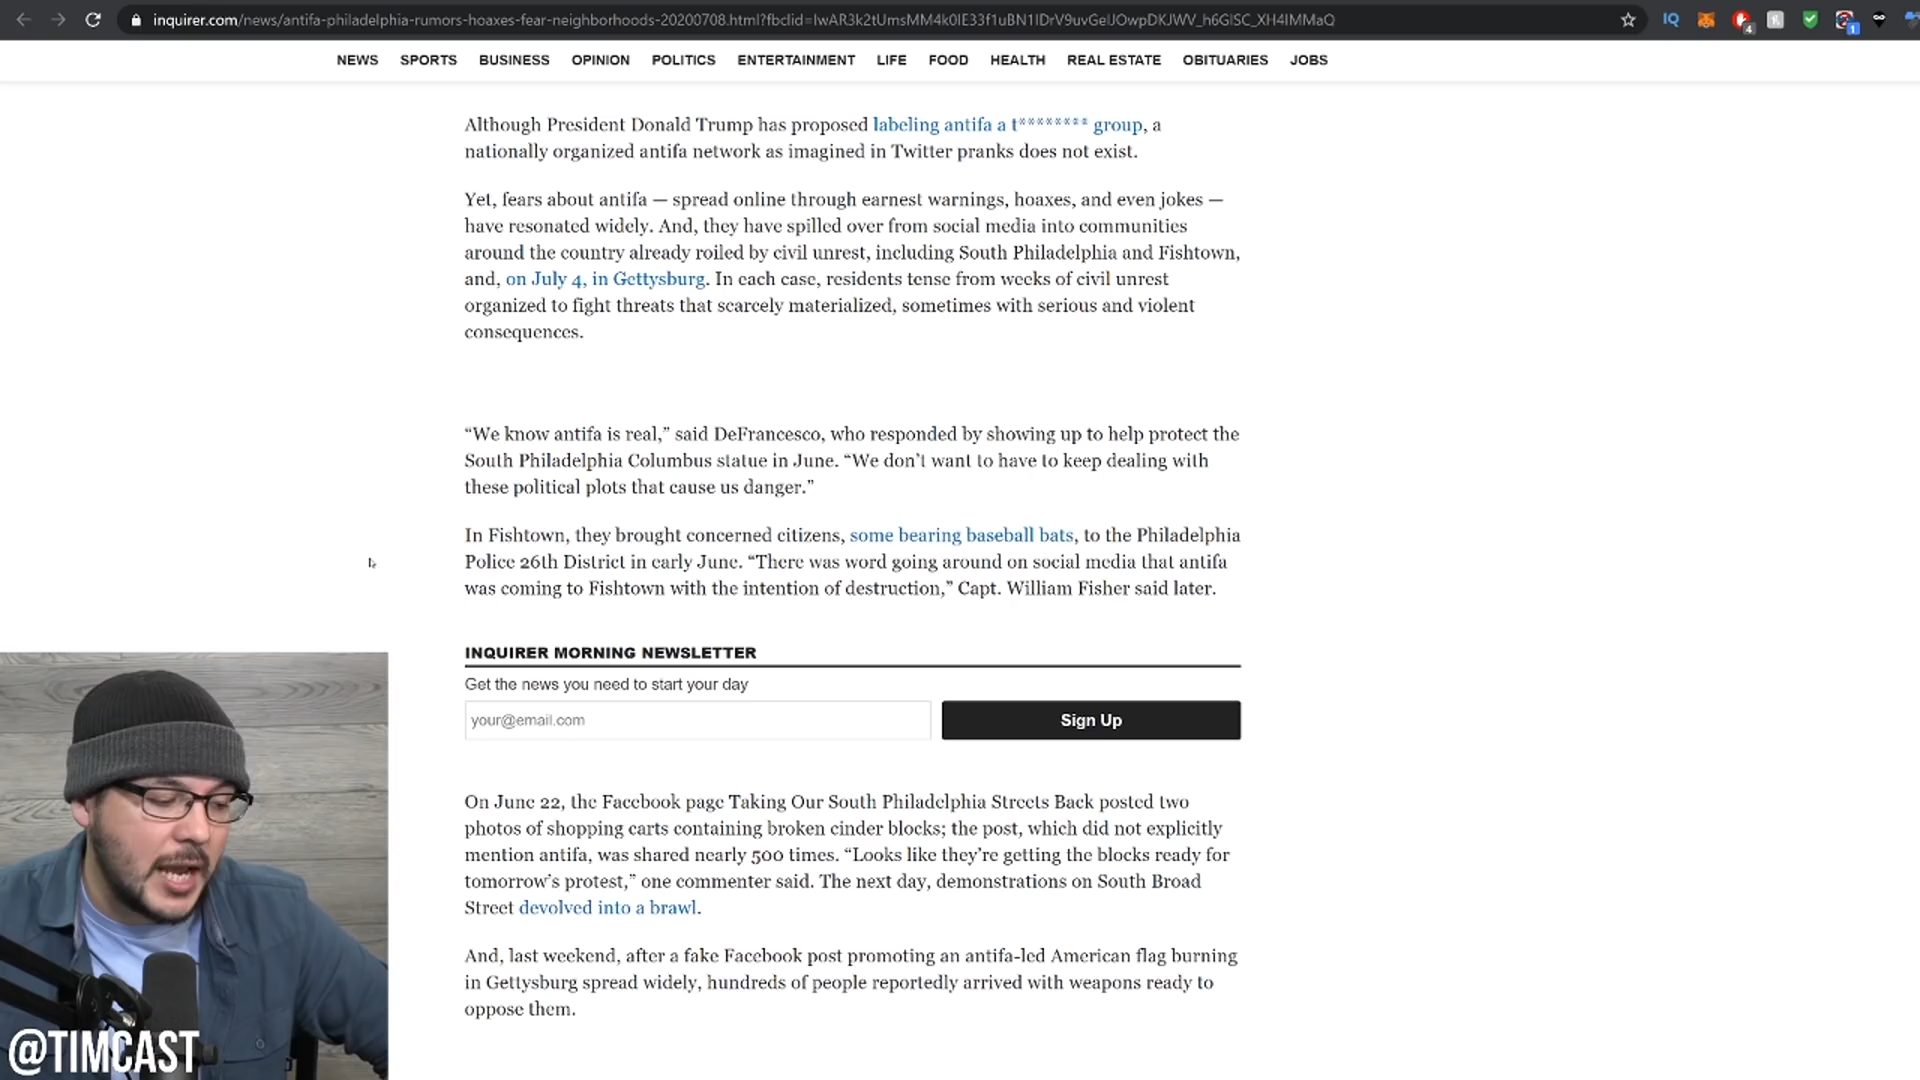 inquirer.com/news/antifa-philadelphia-rumors-hoaxes-fear-neighborhoods-20200708.html?fbclid=IwAR3k2tUmsMM4k0IE33f1uBN1IDrV9uvGeIJOwpDKJWV_h6GlSC_XH4IMMaQ
IQ
4
1
NEWS SPORTS BUSINESS OPINION POLITICS ENTERTAINMENT LIFE FOOD HEALTH REAL ESTATE OBITUARIES JOBS
Although President Donald Trump has proposed labeling antifa a t******** group, a
nationally organized antifa network as imagined in Twitter pranks does not exist.
Yet, fears about antifa — spread online through earnest warnings, hoaxes, and even jokes —
have resonated widely. And, they have spilled over from social media into communities
around the country already roiled by civil unrest, including South Philadelphia and Fishtown,
and, on July 4, in Gettysburg. In each case, residents tense from weeks of civil unrest
organized to fight threats that scarcely materialized, sometimes with serious and violent
consequences.
“We know antifa is real,” said DeFrancesco, who responded by showing up to help protect the
South Philadelphia Columbus statue in June. “We don’t want to have to keep dealing with
these political plots that cause us danger.”
In Fishtown, they brought concerned citizens, some bearing baseball bats, to the Philadelphia
Police 26th District in early June. “There was word going around on social media that antifa
was coming to Fishtown with the intention of destruction,” Capt. William Fisher said later.
INQUIRER MORNING NEWSLETTER
Get the news you need to start your day
your@email.com Sign Up
On June 22, the Facebook page Taking Our South Philadelphia Streets Back posted two
photos of shopping carts containing broken cinder blocks; the post, which did not explicitly
mention antifa, was shared nearly 500 times. “Looks like they’re getting the blocks ready for
tomorrow’s protest,” one commenter said. The next day, demonstrations on South Broad
Street devolved into a brawl.
And, last weekend, after a fake Facebook post promoting an antifa-led American flag burning
in Gettysburg spread widely, hundreds of people reportedly arrived with weapons ready to
oppose them.
@TIMCAST